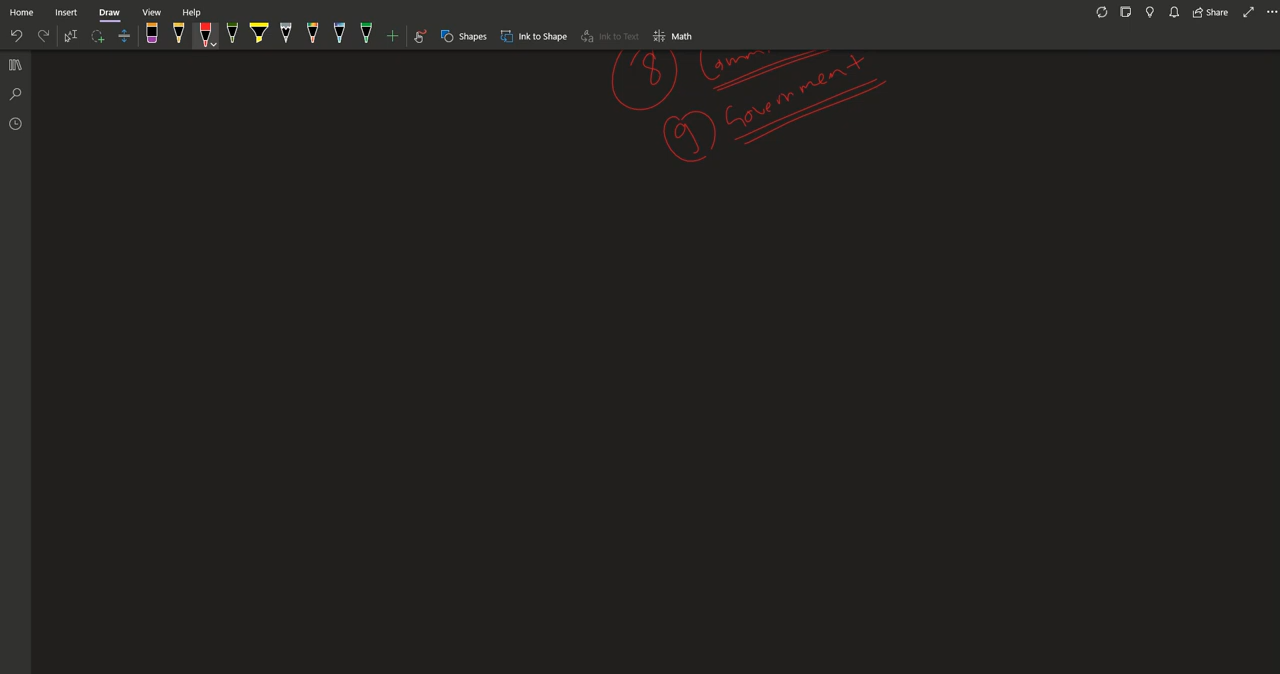 Home Insert Draw View Help Share
Shapes Ink to Shape Ink to Text Math
8
9 Government